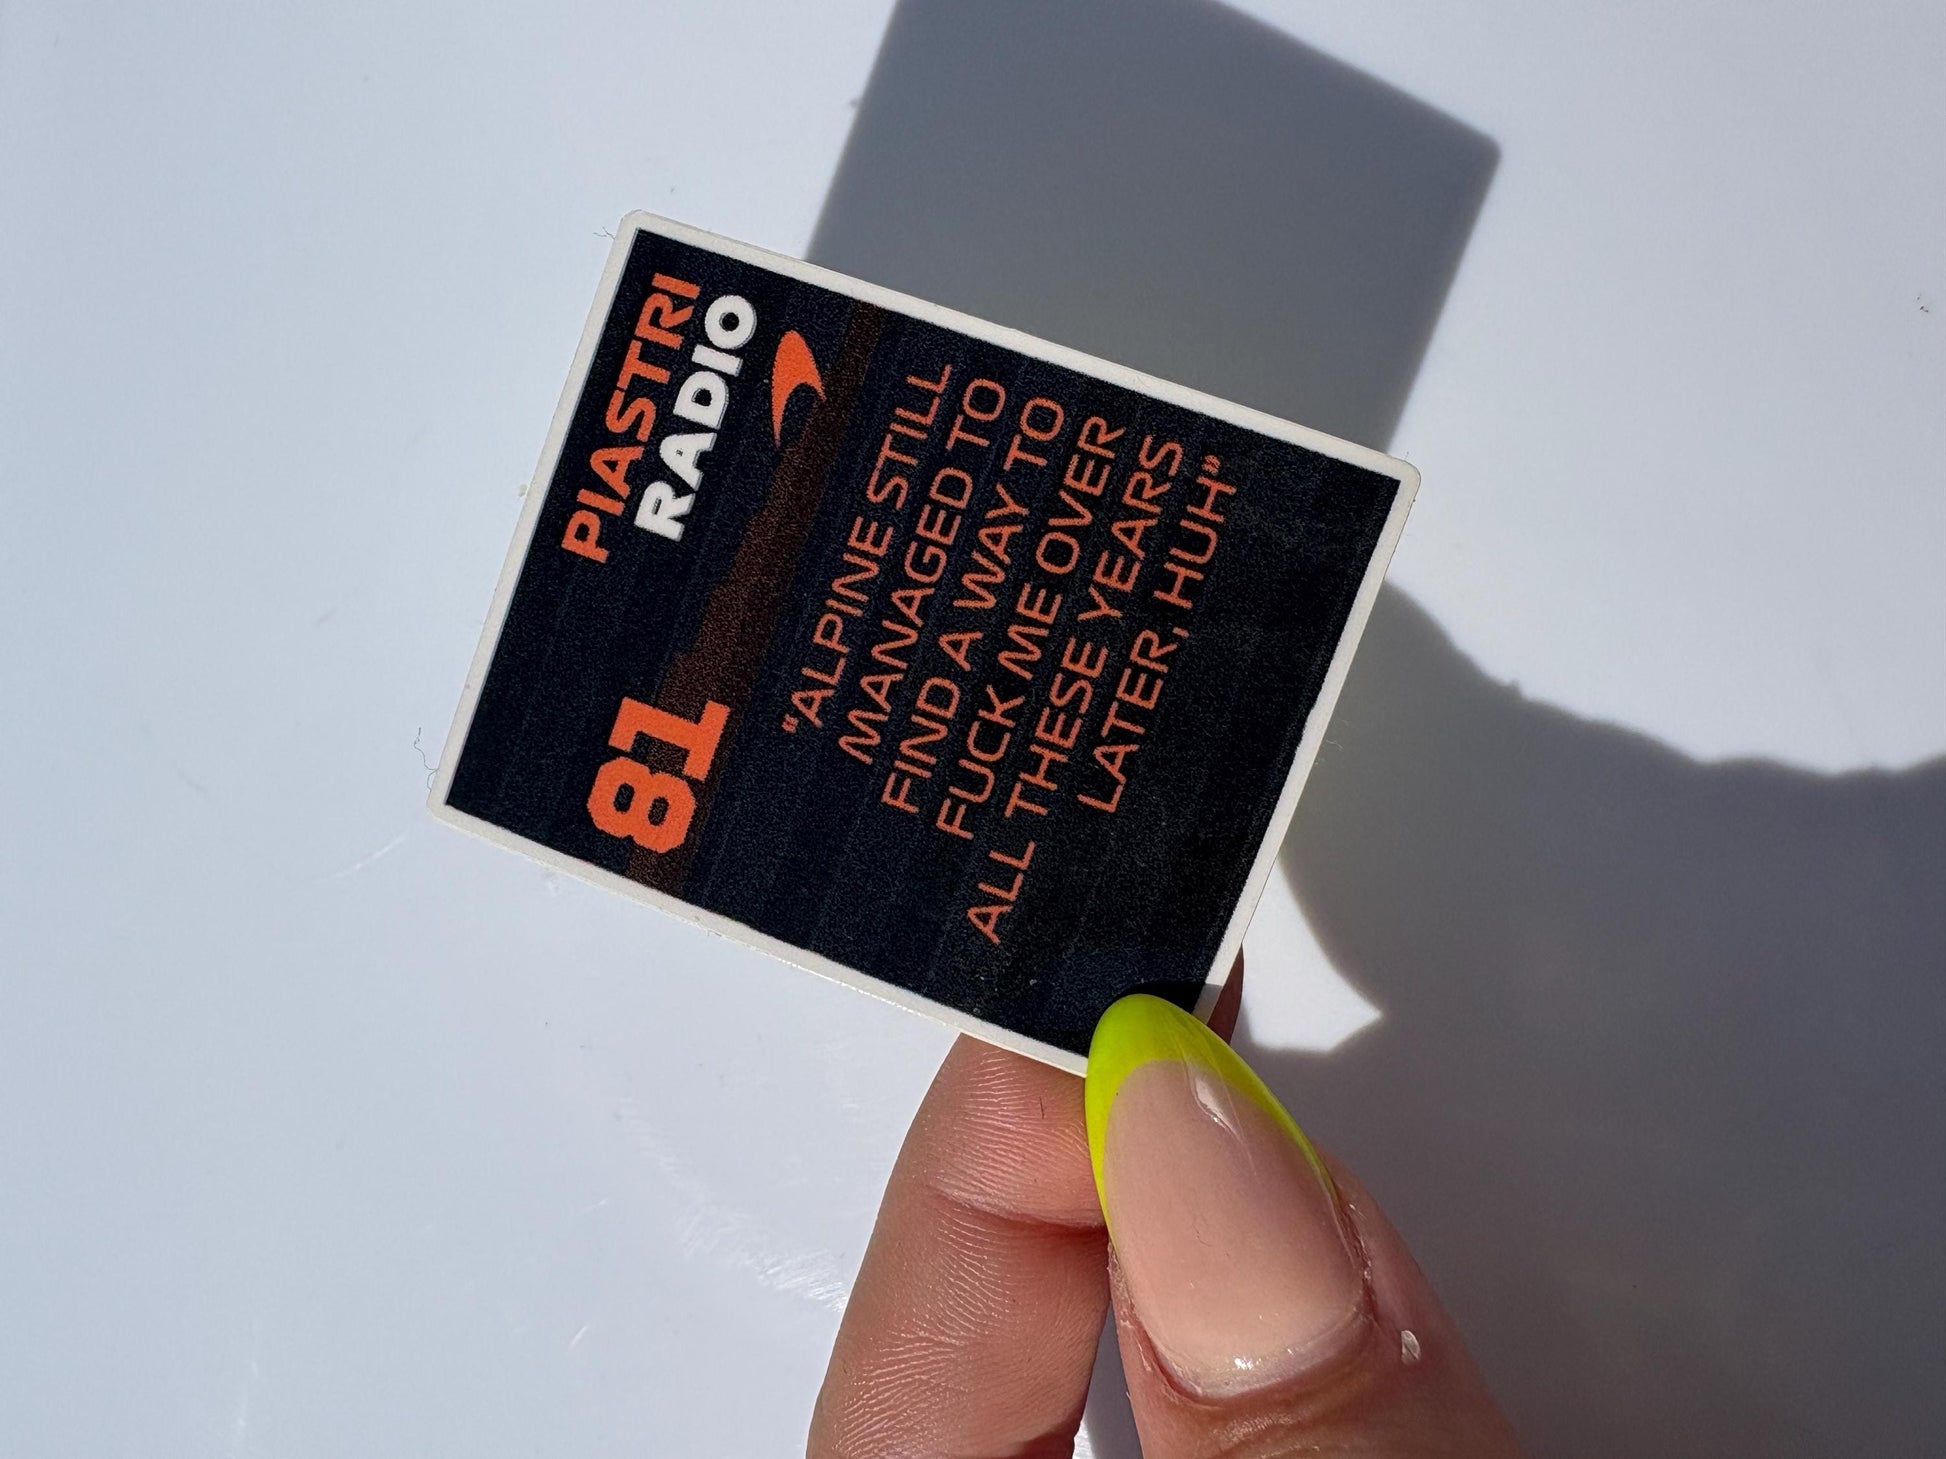 PIASTRI
RADIO
81
"ALPINE STILL
MANAGED TO
FIND A WAY TO
FUCK ME OVER
ALL THESE YEARS
LATER, HUH"